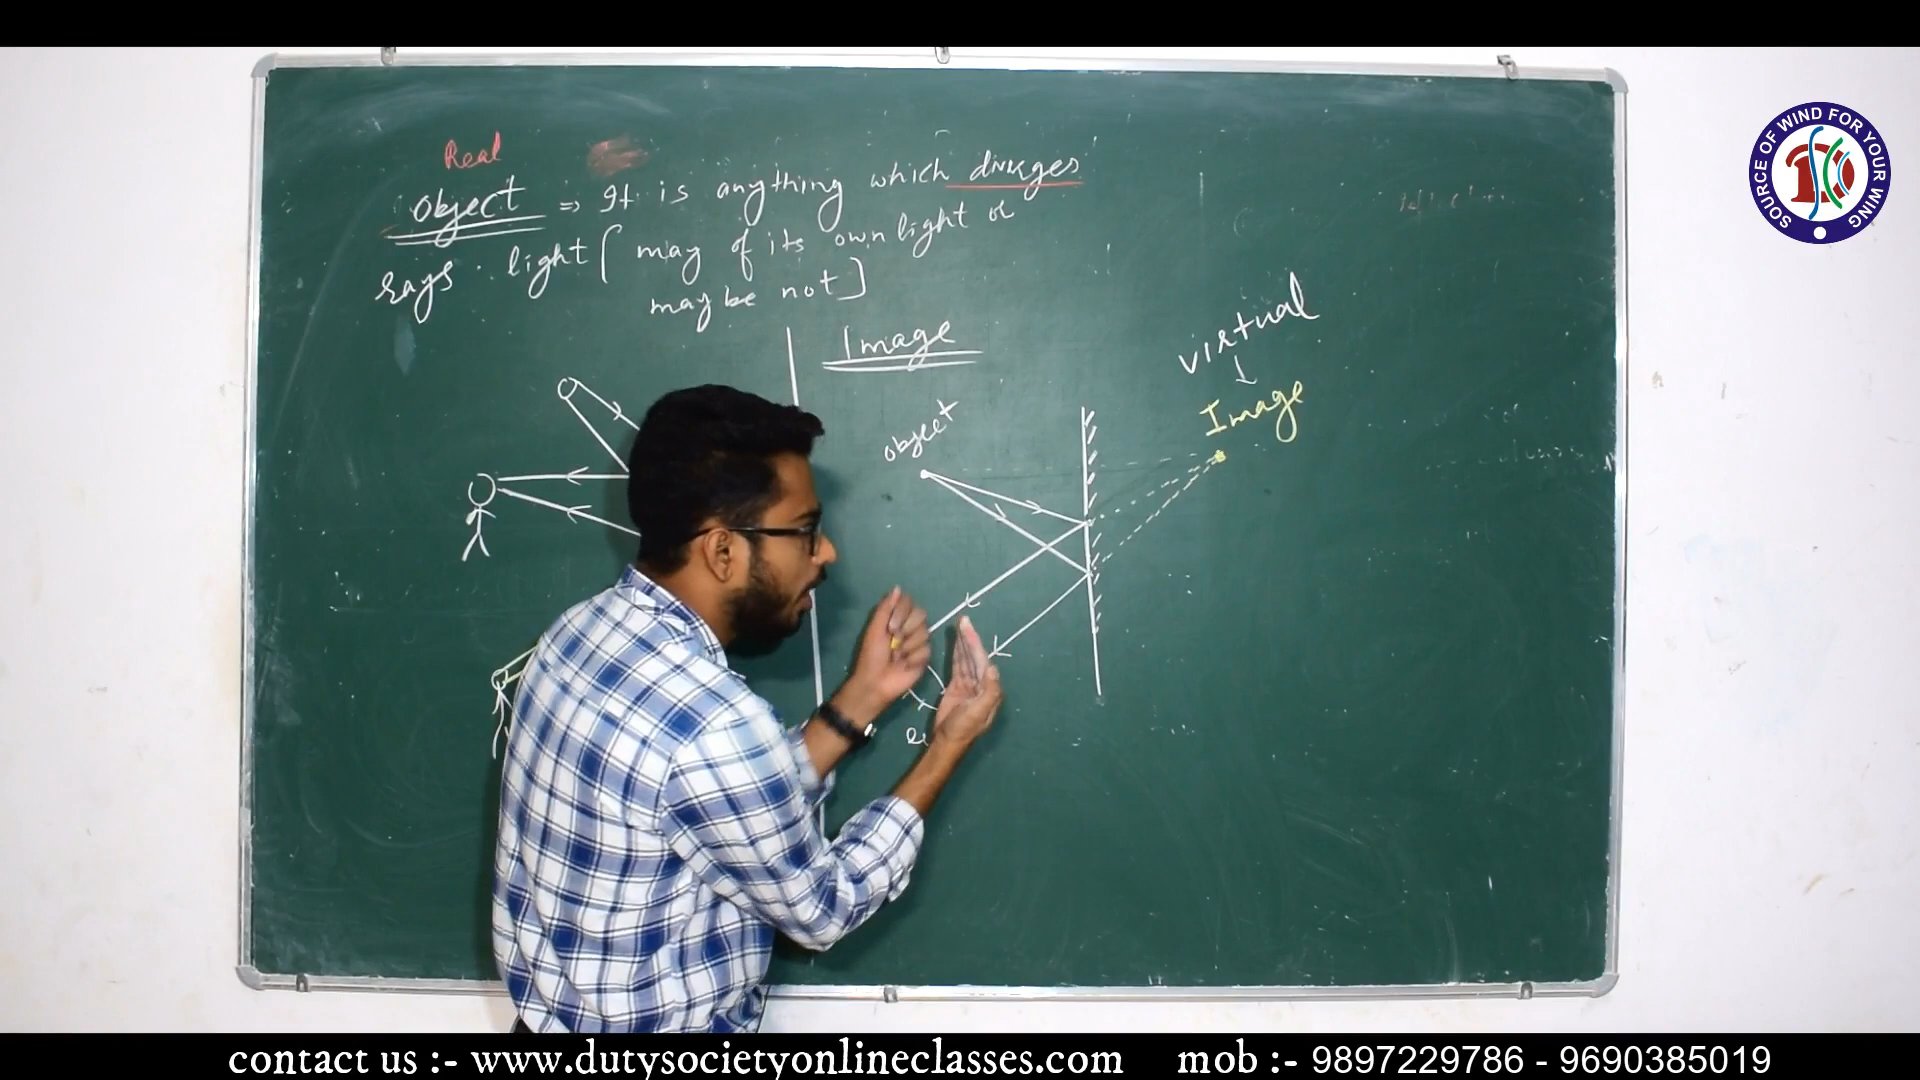 SOURCE OF WIND FOR YOUR WING
Real
object ⇒ It is anything which diverges
rays. light [ may of its own light or
may be not ]
Image
virtual
↓
Image
object
contact us :- www.dutysocietyonlineclasses.com mob :- 9897229786 - 9690385019